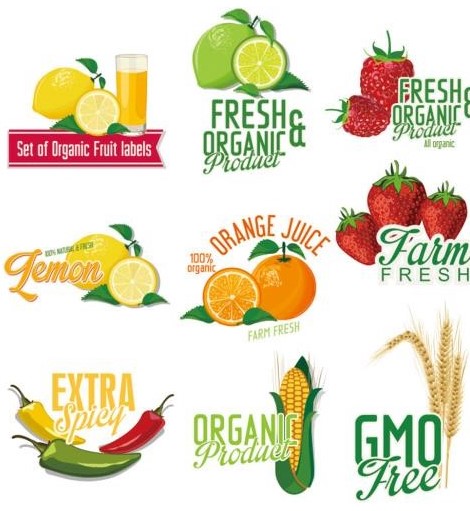 Set of Organic Fruit labels
FRESH &
ORGANIC
Product
FRESH &
ORGANIC
Product
All organic
100% NATURAL & FRESH
Lemon
ORANGE JUICE
100%
organic
FARM FRESH
Farm
FRESH
EXTRA
Spicy
ORGANIC
Product
GMO
Free